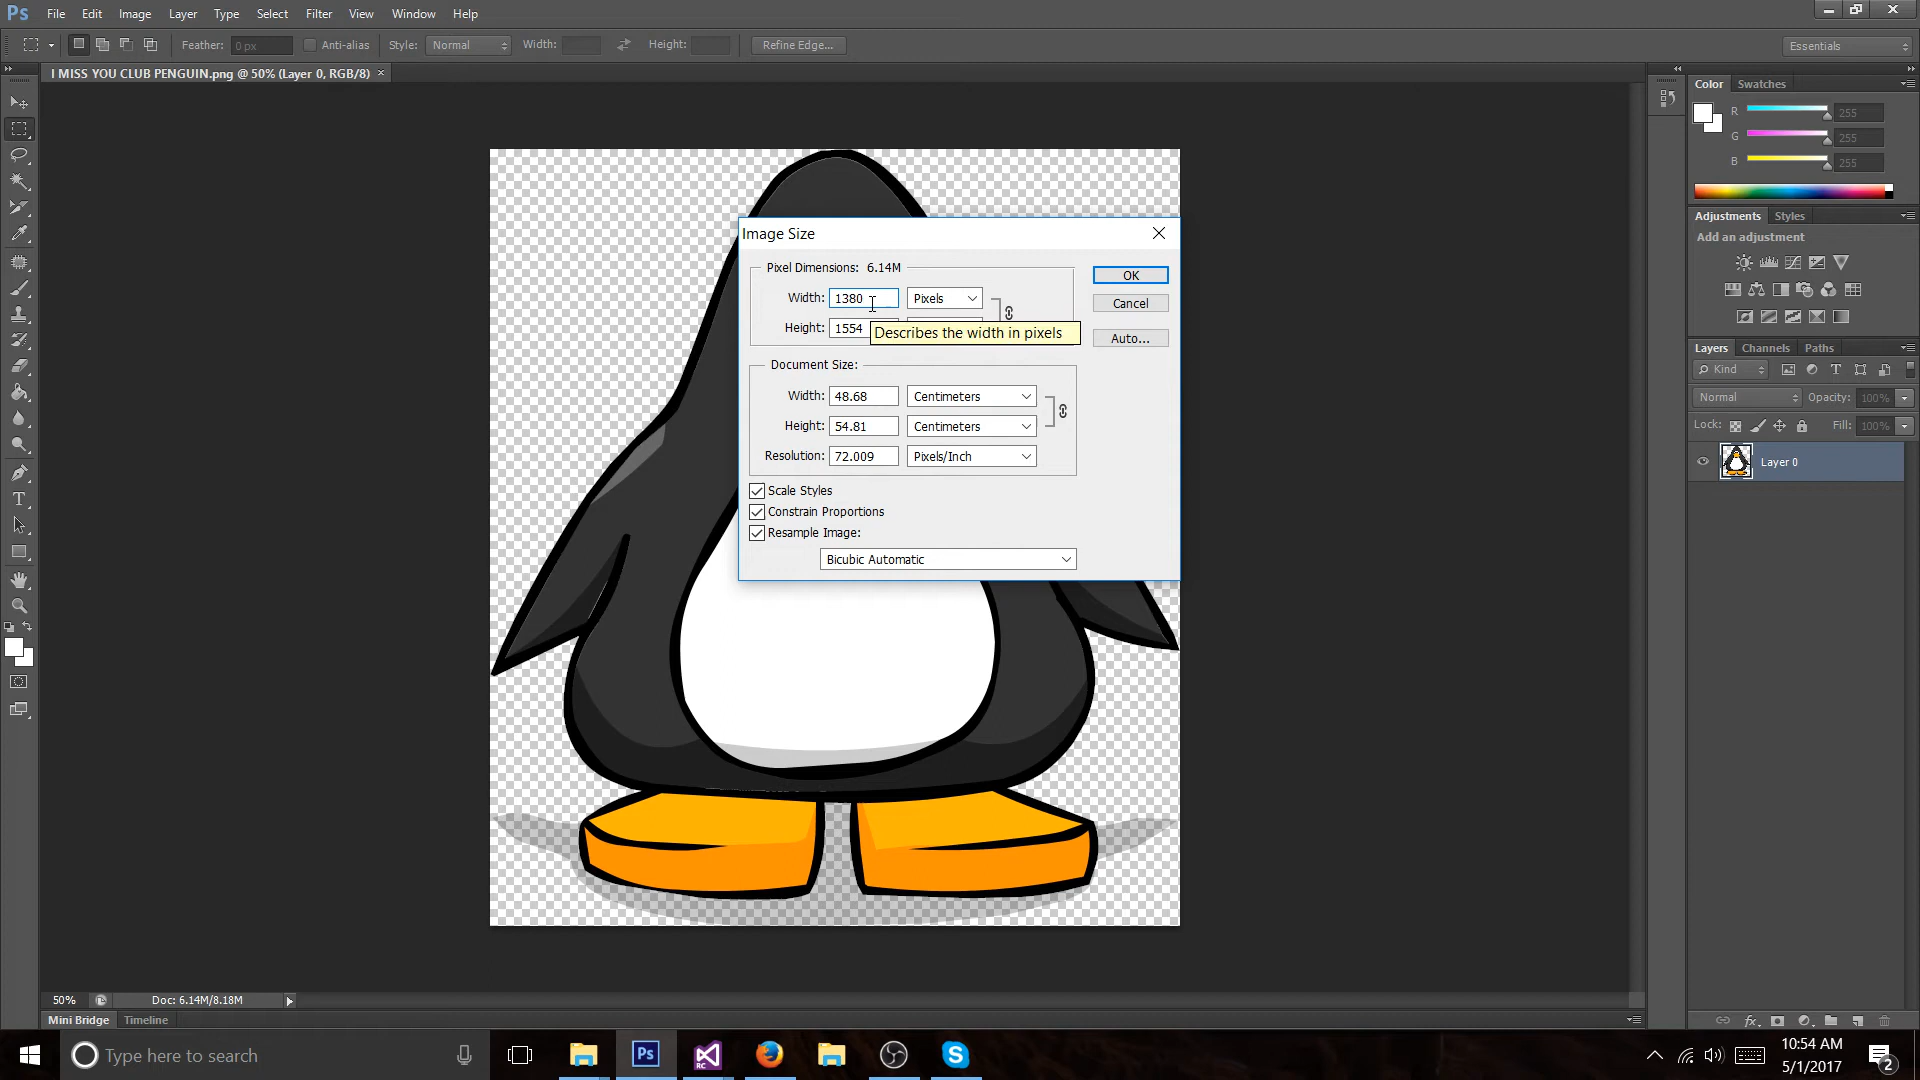 Ps File Edit Image Layer Type Select Filter View Window Help
Feather: 0 px Anti-alias Style: Normal Width: Height: Refine Edge... Essentials
I MISS YOU CLUB PENGUIN.png @ 50% (Layer 0, RGB/8) ×
Color Swatches
R 255
G 255
B 255
Adjustments Styles
Add an adjustment
Layers Channels Paths
Kind
Normal Opacity: 100%
Lock: Fill: 100%
Layer 0
Image Size
Pixel Dimensions: 6.14M
Width: 1380 Pixels
Height: 1554
Describes the width in pixels
OK
Cancel
Auto...
Document Size:
Width: 48.68 Centimeters
Height: 54.81 Centimeters
Resolution: 72.009 Pixels/Inch
Scale Styles
Constrain Proportions
Resample Image:
Bicubic Automatic
T
50% Doc: 6.14M/8.18M
Mini Bridge Timeline
fx
Type here to search
Ps
RC
S
10:54 AM
5/1/2017
2